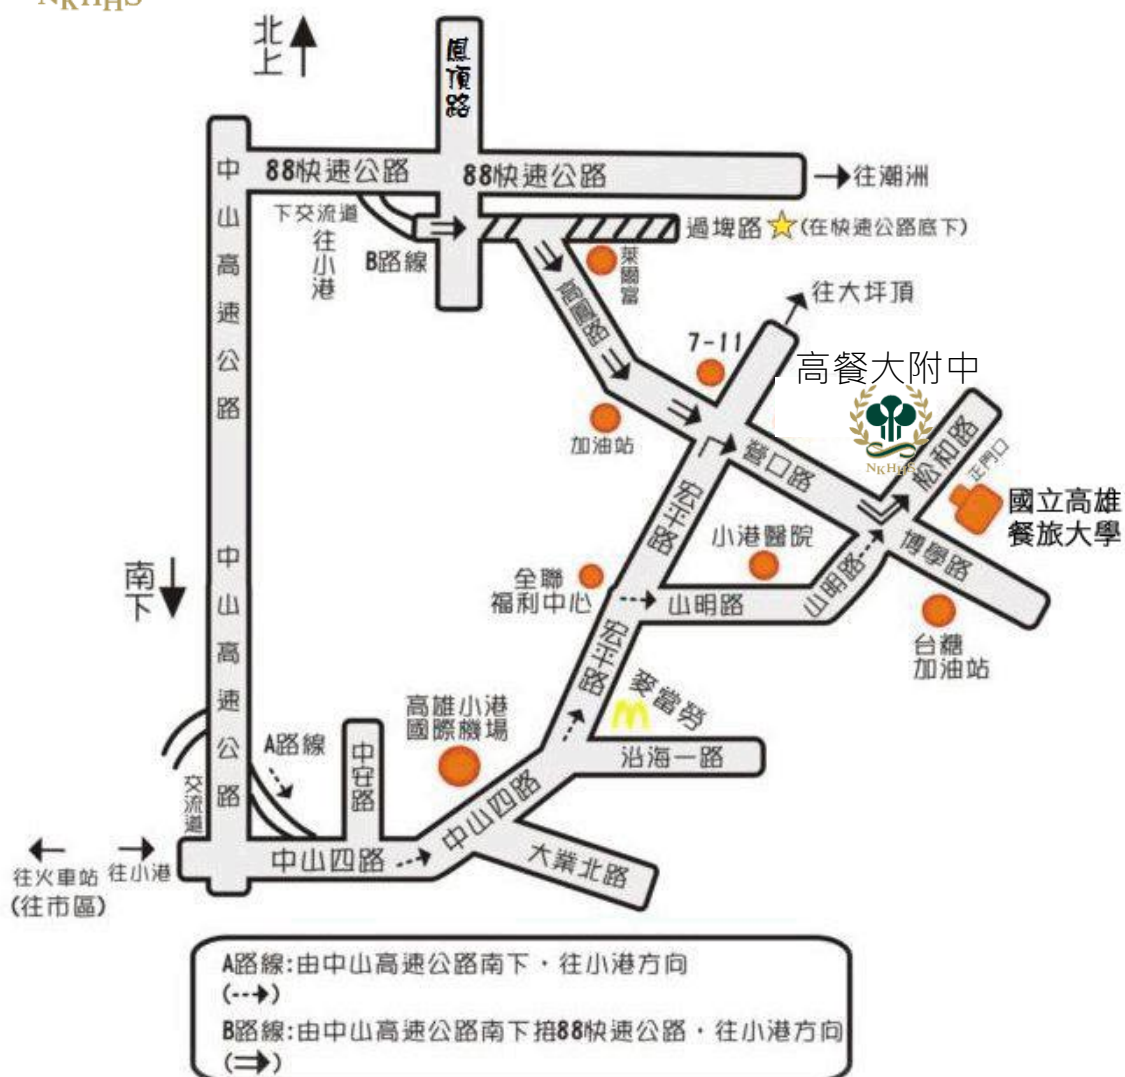 NKHHS
北上
鳳頂路
88快速公路
88快速公路
往潮洲
下交流道
往小港
B路線
過埤路
(在快速公路底下)
萊爾富
高鳳路
往大坪頂
7-11
高餐大附中
NKHHS
加油站
營口路
松和路
正門口
國立高雄
餐旅大學
宏平路
小港醫院
博學路
山明路
山明路
全聯
福利中心
台糖
加油站
宏平路
麥當勞
中山高速公路
中山高速公路
南下
高雄小港
國際機場
A路線
中安路
沿海一路
交流道
中山四路
中山四路
大業北路
往火車站
(往市區)
往小港
A路線:由中山高速公路南下,往小港方向
B路線:由中山高速公路南下接88快速公路,往小港方向